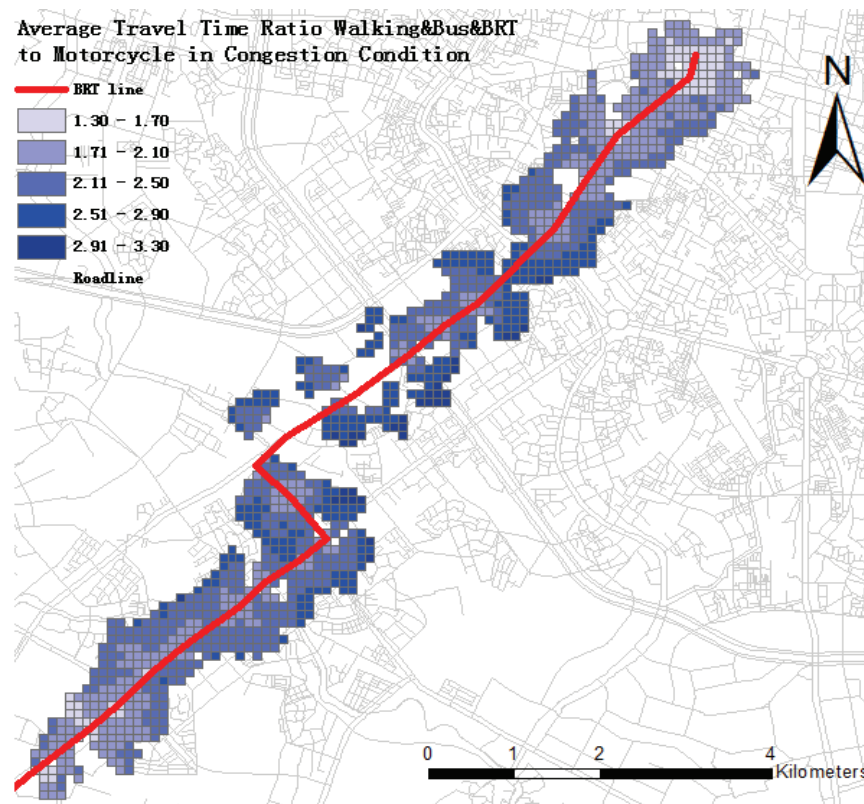 Average Travel Time Ratio Walking&Bus&BRT
to Motorcycle in Congestion Condition
BRT line
1.30 - 1.70
1.71 - 2.10
2.11 - 2.50
2.51 - 2.90
2.91 - 3.30
Roadline
N
0 1 2 4
Kilometers